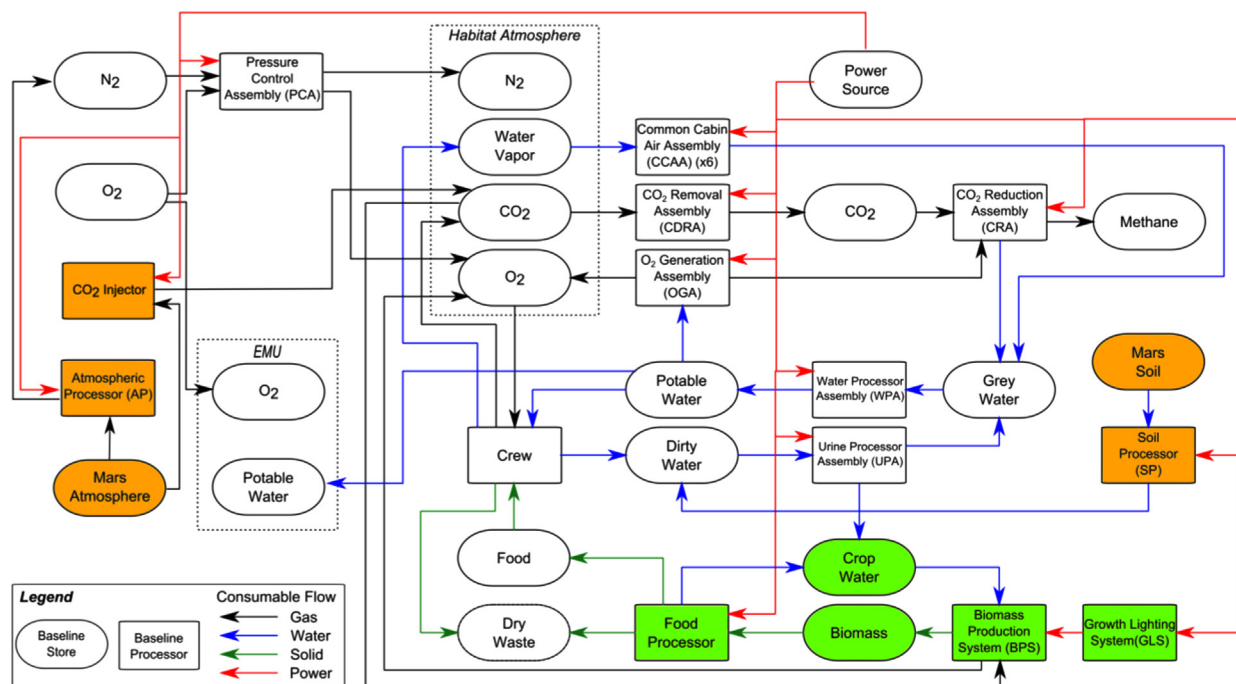 Habitat Atmosphere
N2
Pressure
Control
Assembly (PCA)
N2
Power
Source
Water
Vapor
Common Cabin
Air Assembly
(CCAA) (x6)
O2
CO2
CO2 Removal
Assembly
(CDRA)
CO2
CO2 Reduction
Assembly
(CRA)
Methane
CO2 Injector
O2
O2 Generation
Assembly
(OGA)
EMU
Atmospheric
Processor (AP)
O2
Potable
Water
Water Processor
Assembly (WPA)
Grey
Water
Mars
Soil
Mars
Atmosphere
Potable
Water
Crew
Dirty
Water
Urine Processor
Assembly (UPA)
Soil
Processor
(SP)
Food
Crop
Water
Legend
Baseline
Store
Baseline
Processor
Consumable Flow
Gas
Water
Solid
Power
Dry
Waste
Food
Processor
Biomass
Biomass
Production
System (BPS)
Growth Lighting
System(GLS)